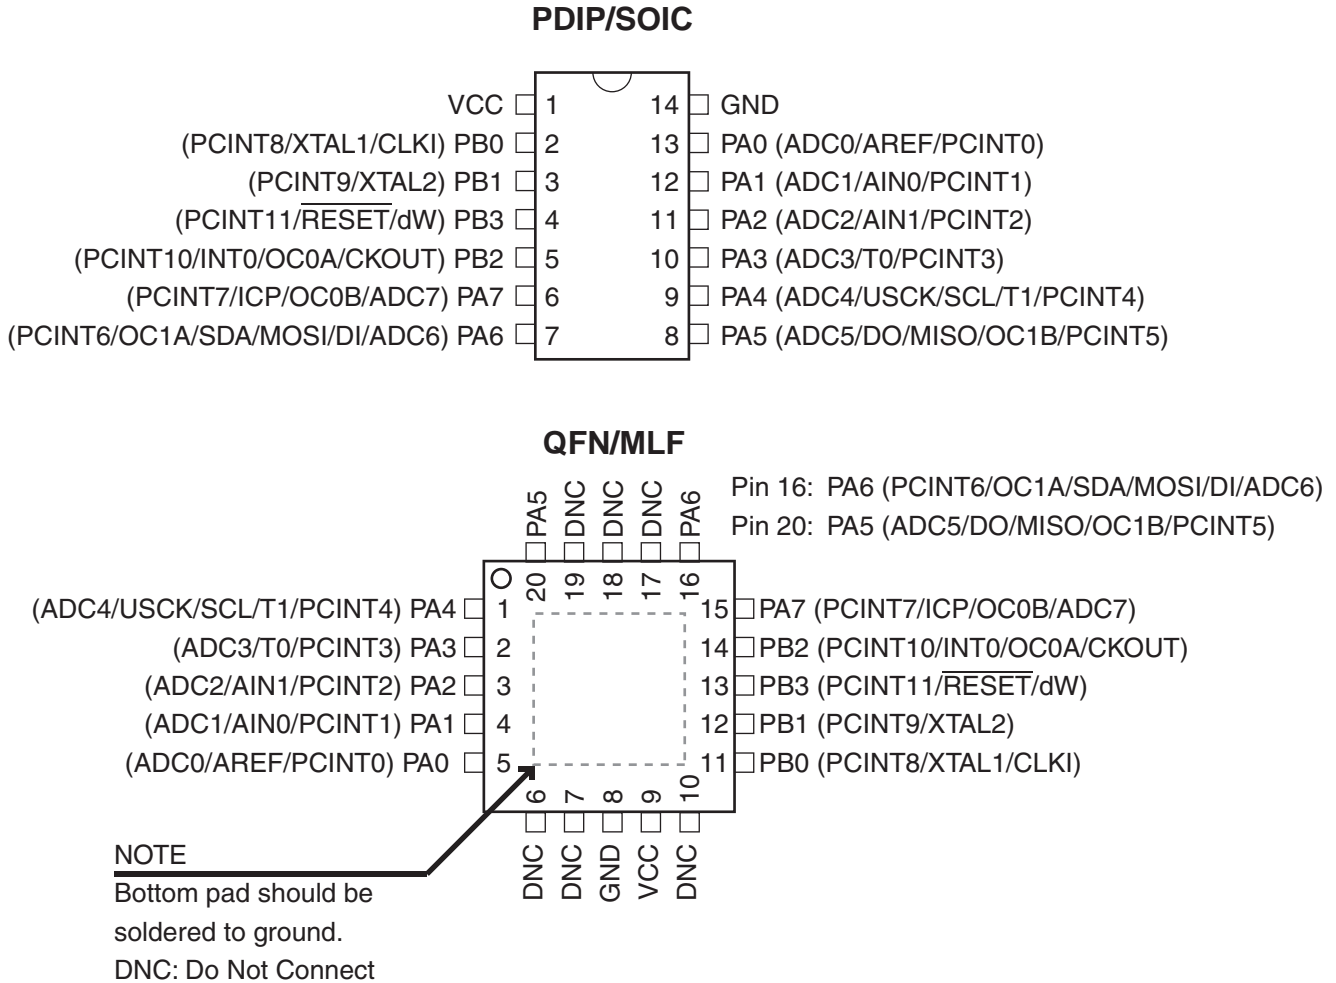 PDIP/SOIC
VCC 1 14 GND
(PCINT8/XTAL1/CLKI) PB0 2 13 PA0 (ADC0/AREF/PCINT0)
(PCINT9/XTAL2) PB1 3 12 PA1 (ADC1/AIN0/PCINT1)
(PCINT11/RESET/dW) PB3 4 11 PA2 (ADC2/AIN1/PCINT2)
(PCINT10/INT0/OC0A/CKOUT) PB2 5 10 PA3 (ADC3/T0/PCINT3)
(PCINT7/ICP/OC0B/ADC7) PA7 6 9 PA4 (ADC4/USCK/SCL/T1/PCINT4)
(PCINT6/OC1A/SDA/MOSI/DI/ADC6) PA6 7 8 PA5 (ADC5/DO/MISO/OC1B/PCINT5)
QFN/MLF
Pin 16: PA6 (PCINT6/OC1A/SDA/MOSI/DI/ADC6)
Pin 20: PA5 (ADC5/DO/MISO/OC1B/PCINT5)
PA5 DNC DNC DNC PA6
20 19 18 17 16
(ADC4/USCK/SCL/T1/PCINT4) PA4 1 15 PA7 (PCINT7/ICP/OC0B/ADC7)
(ADC3/T0/PCINT3) PA3 2 14 PB2 (PCINT10/INT0/OC0A/CKOUT)
(ADC2/AIN1/PCINT2) PA2 3 13 PB3 (PCINT11/RESET/dW)
(ADC1/AIN0/PCINT1) PA1 4 12 PB1 (PCINT9/XTAL2)
(ADC0/AREF/PCINT0) PA0 5 11 PB0 (PCINT8/XTAL1/CLKI)
6 7 8 9 10
DNC DNC GND VCC DNC
NOTE
Bottom pad should be
soldered to ground.
DNC: Do Not Connect